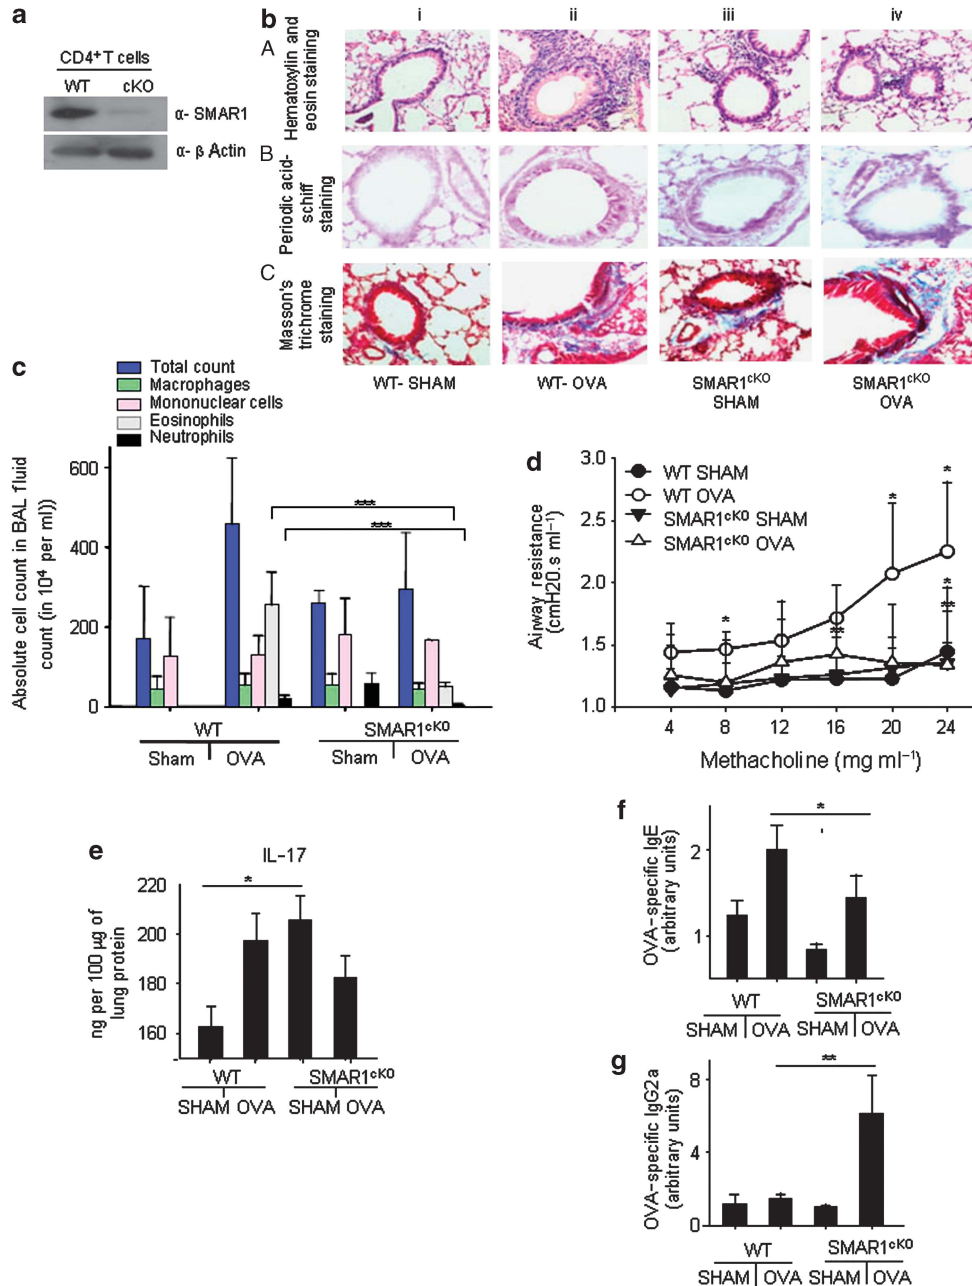 a
CD4+T cells
WT cKO
α- SMAR1
α- β Actin
b
i ii iii iv
A
Hematoxylin and
eosin staining
B
Periodic acid-
schiff
staining
C
Masson's
trichrome
staining
WT- SHAM
WT- OVA
SMAR1cKO
SHAM
SMAR1cKO
OVA
c
Total count
Macrophages
Mononuclear cells
Eosinophils
Neutrophils
Absolute cell count in BAL fluid
count (in 10⁴ per ml))
600
400
200
0
***
***
WT
SMAR1cKO
Sham OVA
Sham OVA
d
WT SHAM
WT OVA
SMAR1cKO SHAM
SMAR1cKO OVA
Airway resistance
(cmH20.s ml⁻¹)
3.0
2.5
2.0
1.5
1.0
*
**
*
*
*
**
4 8 12 16 20 24
Methacholine (mg ml⁻¹)
e
IL-17
ng per 100 µg of
lung protein
220
200
180
160
*
WT
SMAR1cKO
SHAM OVA
SHAM OVA
f
OVA-specific IgE
(arbitrary units)
2
1
*
WT
SMAR1cKO
SHAM OVA
SHAM OVA
g
OVA-specific IgG2a
(arbitrary units)
8
4
0
**
WT
SMAR1cKO
SHAM OVA
SHAM OVA